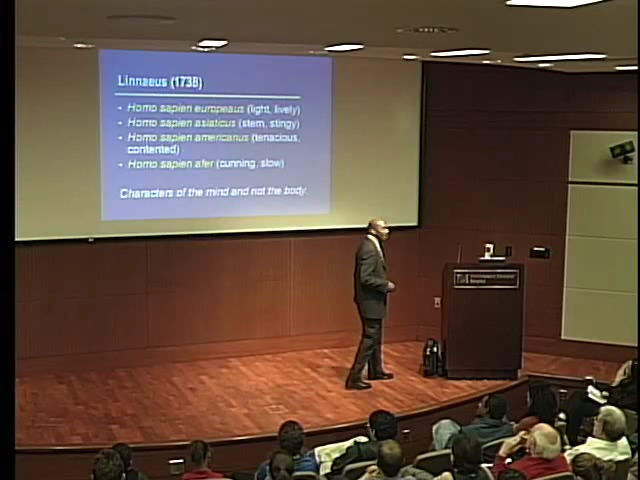 Linnaeus (1738)
- Homo sapien europeaus (light, lively)
- Homo sapien asiaticus (stern, stingy)
- Homo sapien americanus (tenacious,
contented)
- Homo sapien afer (cunning, slow)
Characters of the mind and not the body.